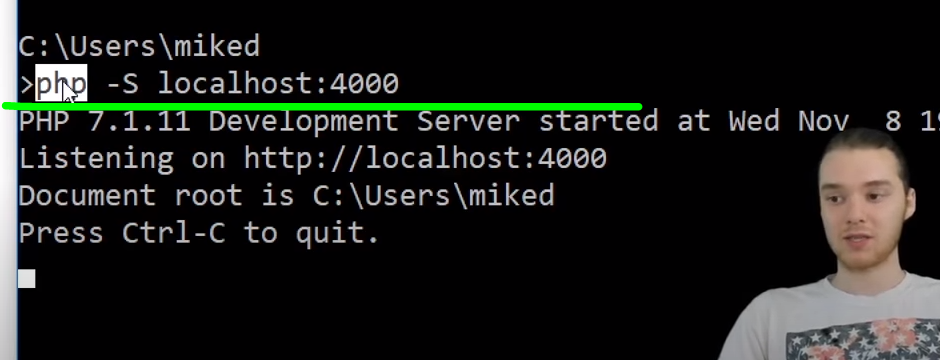 C:\Users\miked
>php -S localhost:4000
PHP 7.1.11 Development Server started at Wed Nov 8
Listening on http://localhost:4000
Document root is C:\Users\miked
Press Ctrl-C to quit.